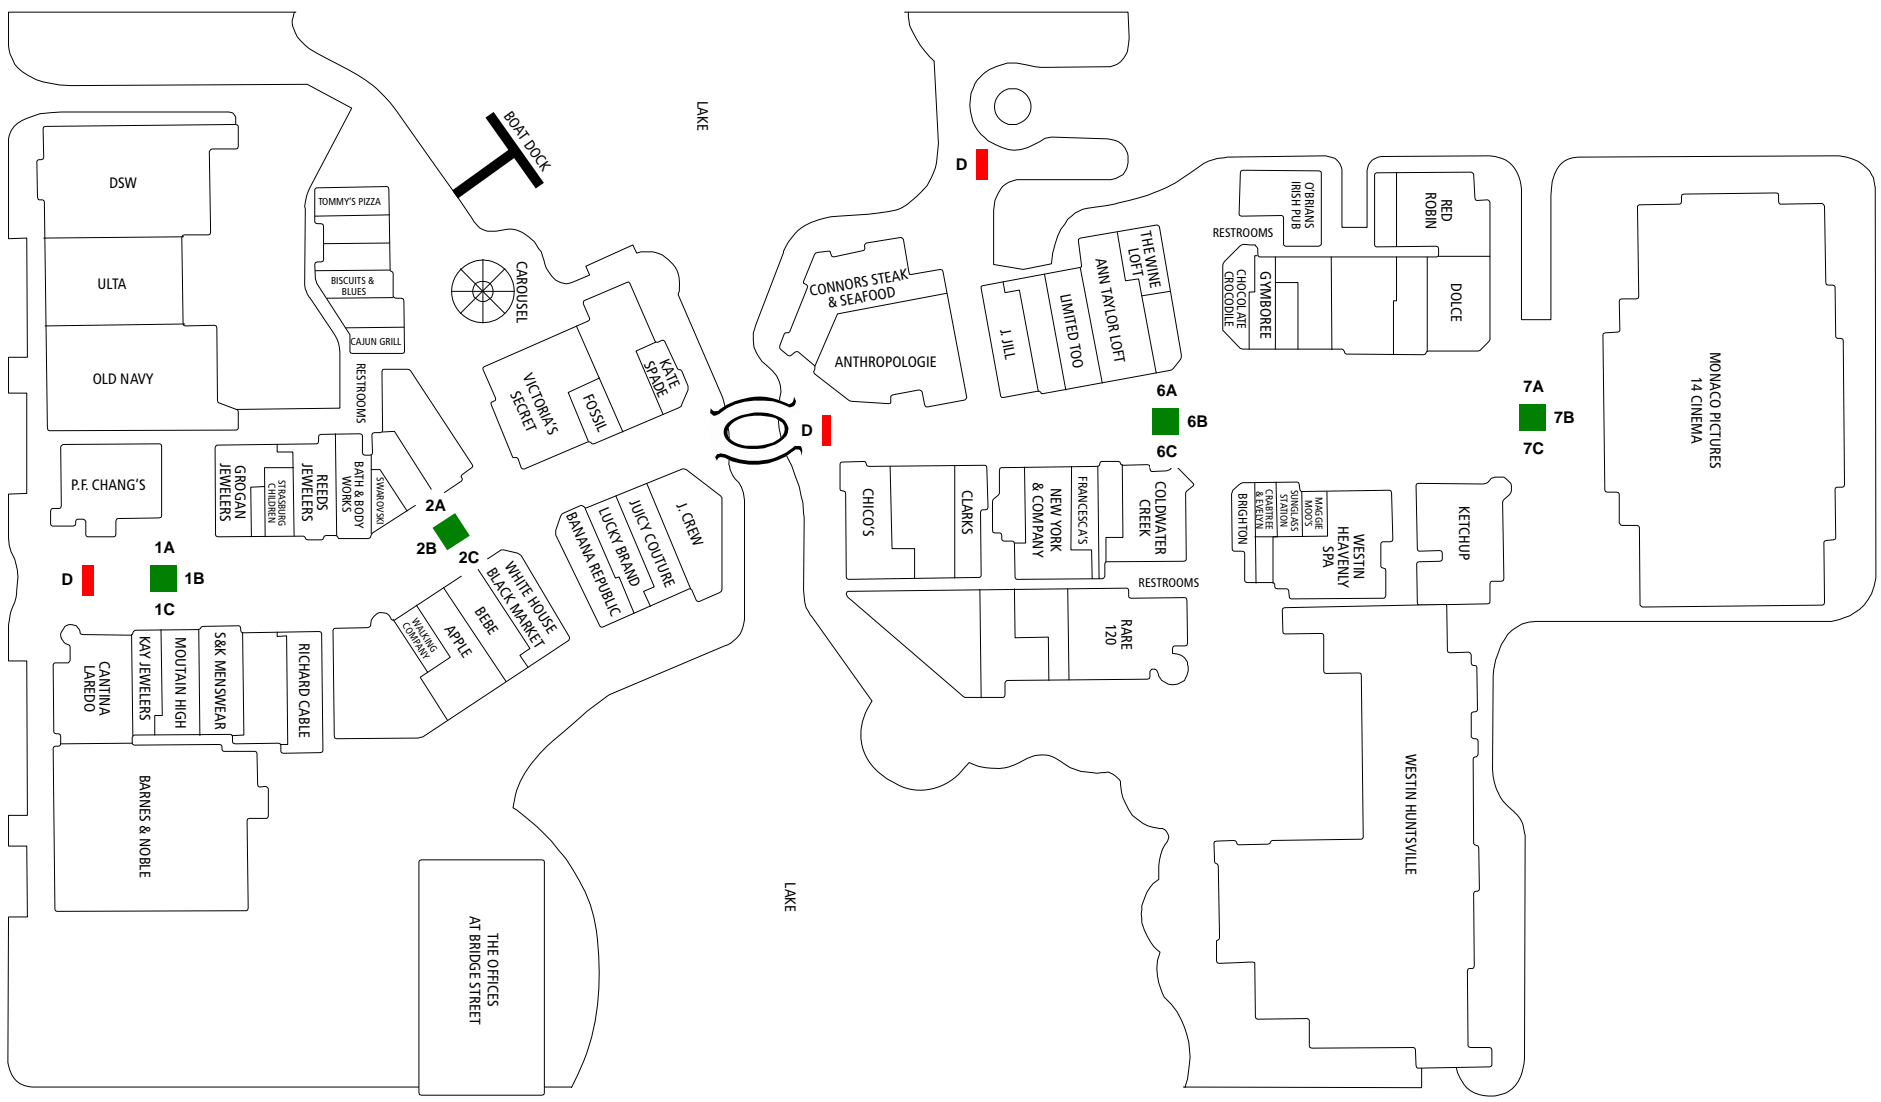 LAKE
BOAT DOCK
D
DSW
TOMMY'S PIZZA
O'BRIANS
IRISH PUB
RED
ROBIN
RESTROOMS
THE WINE
LOFT
ULTA
BISCUITS &
BLUES
CAROUSEL
CONNORS STEAK
& SEAFOOD
ANN TAYLOR LOFT
CHOCOLATE
CROCODILE
GYMBOREE
DOLCE
CAJUN GRILL
J. JILL
LIMITED TOO
OLD NAVY
RESTROOMS
VICTORIA'S
SECRET
FOSSIL
KATE
SPADE
ANTHROPOLOGIE
MONACO PICTURES
14 CINEMA
6A
6B
6C
7A
7B
7C
D
P.F. CHANG'S
GROGAN
JEWELERS
STRASBURG
CHILDREN
REEDS
JEWELERS
BATH & BODY
WORKS
SWAROVSKI
2A
2B
2C
BANANA REPUBLIC
LUCKY BRAND
JUICY COUTURE
J. CREW
CHICO'S
CLARKS
NEW YORK
& COMPANY
FRANCESCA'S
COLDWATER
CREEK
BRIGHTON
CRABTREE
& EVELYN
SUNGLASS
STATION
MAGGIE
MOO'S
WESTIN
HEAVENLY
SPA
KETCHUP
1A
D
1B
1C
WHITE HOUSE
BLACK MARKET
BEBE
APPLE
WALKING
COMPANY
RESTROOMS
RARE
120
CANTINA
LAREDO
KAY JEWELERS
MOUTAIN HIGH
S&K MENSWEAR
RICHARD CABLE
BARNES & NOBLE
WESTIN HUNTSVILLE
LAKE
THE OFFICES
AT BRIDGE STREET